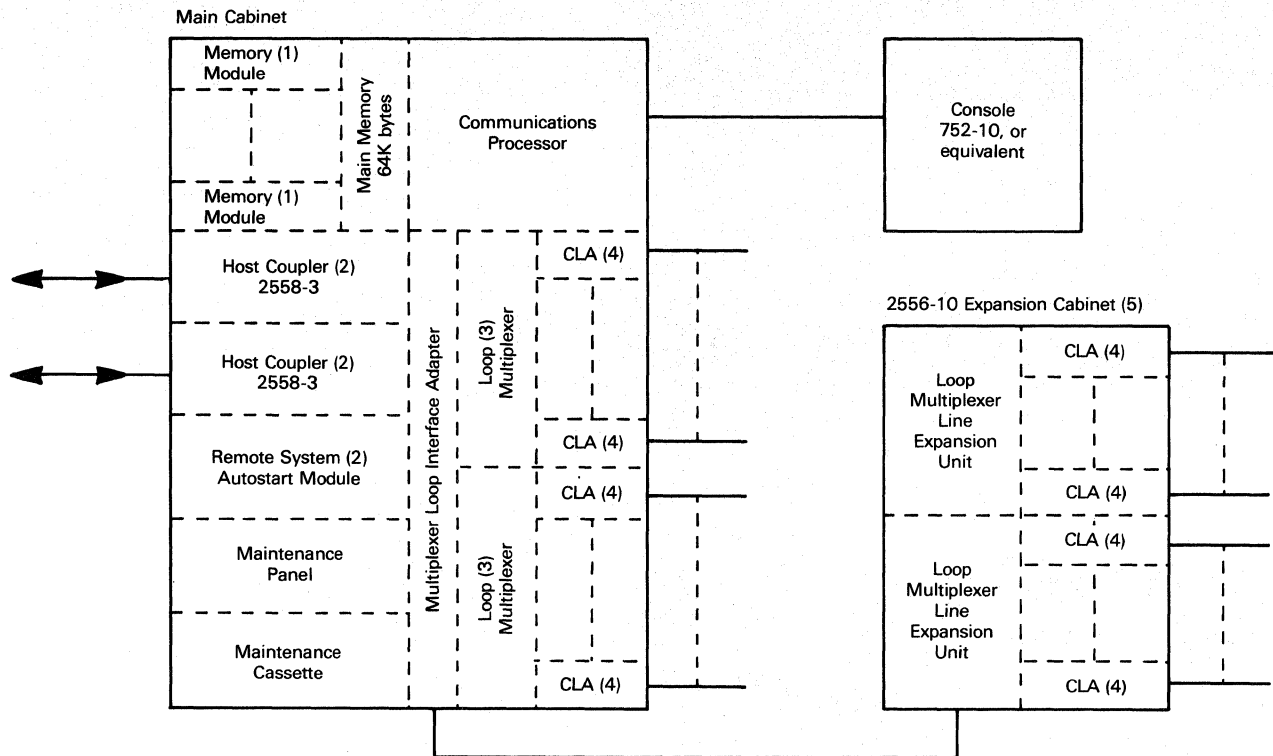 Main Cabinet
Memory (1)
Module
Memory (1)
Module
Main Memory
64K bytes
Communications
Processor
Console
752-10, or
equivalent
Host Coupler (2)
2558-3
Host Coupler (2)
2558-3
Remote System (2)
Autostart Module
Maintenance
Panel
Maintenance
Cassette
Multiplexer Loop Interface Adapter
Loop (3)
Multiplexer
Loop (3)
Multiplexer
CLA (4)
CLA (4)
CLA (4)
CLA (4)
2556-10 Expansion Cabinet (5)
Loop
Multiplexer
Line
Expansion
Unit
CLA (4)
CLA (4)
Loop
Multiplexer
Line
Expansion
Unit
CLA (4)
CLA (4)